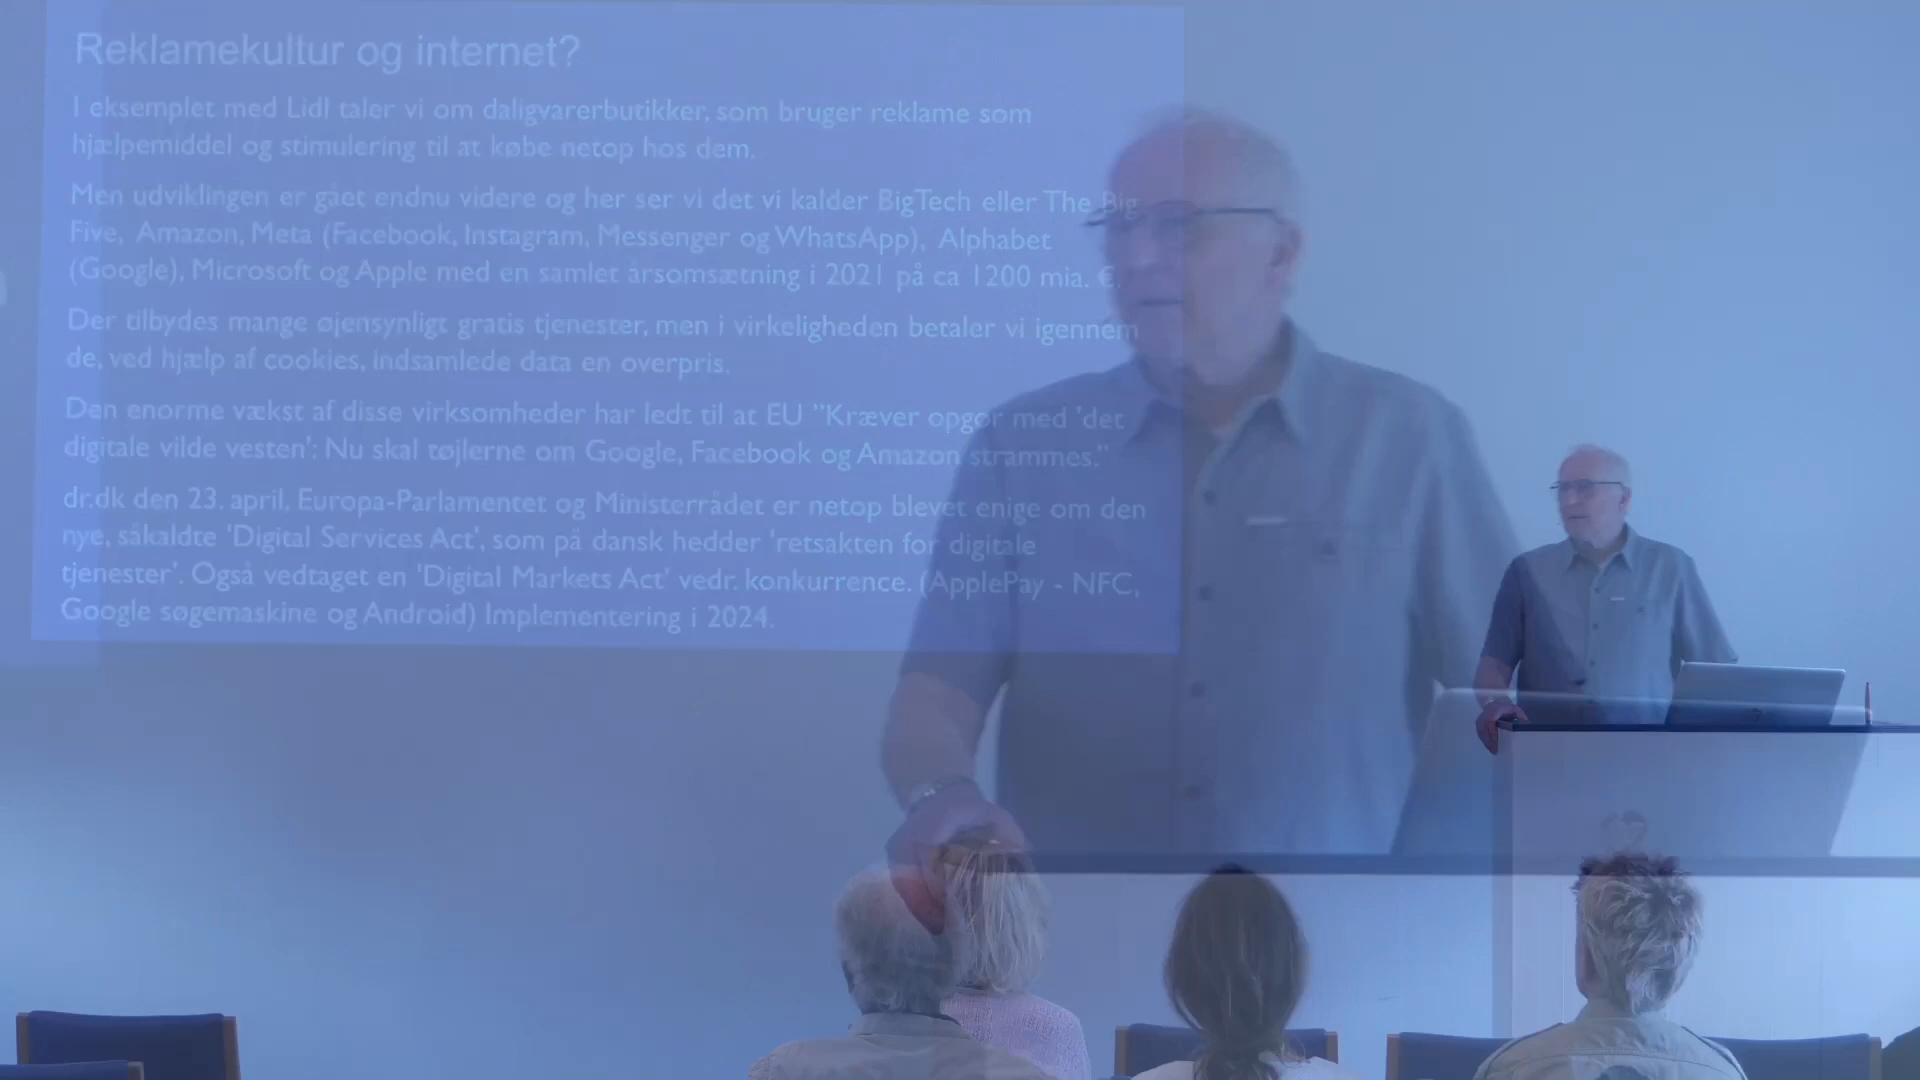 Reklamekultur og internet?
I eksemplet med Lidl taler vi om daligvarerbutikker, som bruger reklame som
hjælpemiddel og stimulering til at købe netop hos dem.
Men udviklingen er gået endnu videre og her ser vi det vi kalder BigTech eller The Big
Five, Amazon, Meta (Facebook, Instagram, Messenger og WhatsApp), Alphabet
(Google), Microsoft og Apple med en samlet årsomsætning i 2021 på ca 1200 mia. €.
Der tilbydes mange øjensynligt gratis tjenester, men i virkeligheden betaler vi igennem
de, ved hjælp af cookies, indsamlede data en overpris.
Den enorme vækst af disse virksomheder har ledt til at EU ”Kræver opgør med 'det
digitale vilde vesten': Nu skal tøjlerne om Google, Facebook og Amazon strammes.”
dr.dk den 23. april, Europa-Parlamentet og Ministerrådet er netop blevet enige om den
nye, såkaldte 'Digital Services Act', som på dansk hedder 'retsakten for digitale
tjenester'. Også vedtaget en 'Digital Markets Act' vedr. konkurrence. (ApplePay - NFC,
Google søgemaskine og Android) Implementering i 2024.